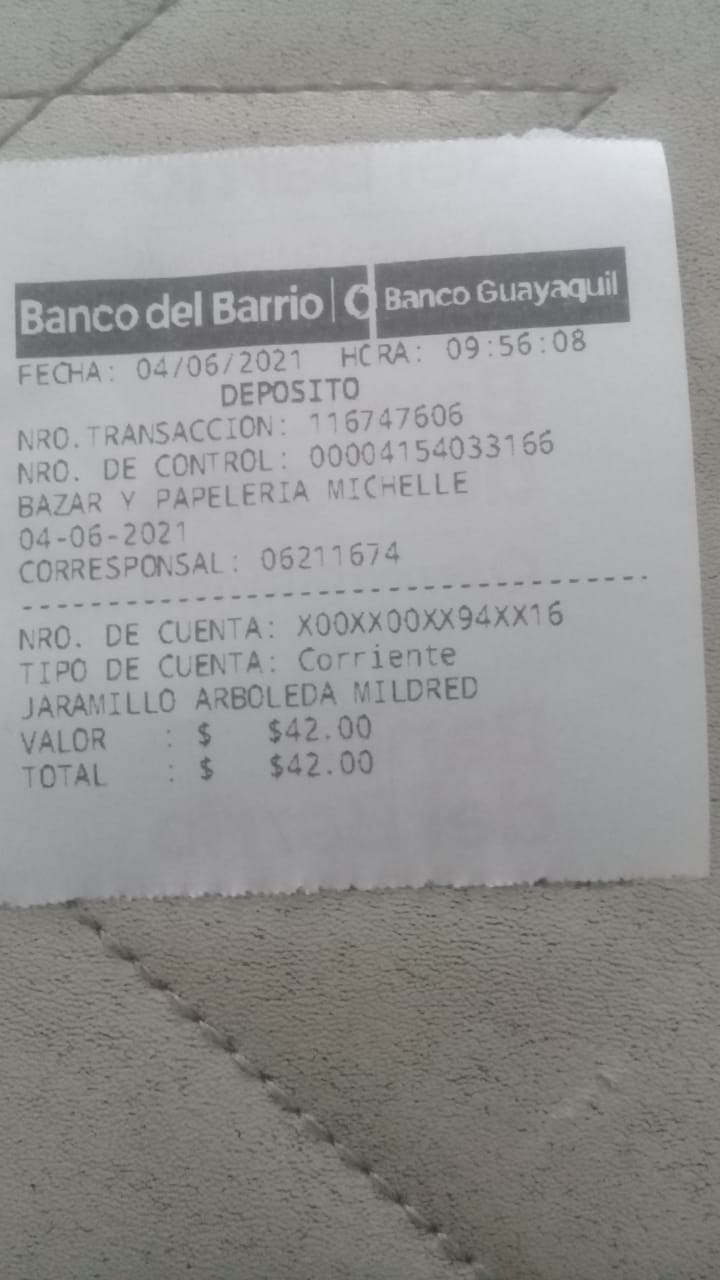 Banco del Barrio | Banco Guayaquil
FECHA: 04/06/2021 HORA: 09:56:08
DEPOSITO
NRO.TRANSACCION: 116747606
NRO. DE CONTROL: 00004154033166
BAZAR Y PAPELERIA MICHELLE
04-06-2021
CORRESPONSAL: 06211674
--------------------------------
NRO. DE CUENTA: X00XX00XX94XX16
TIPO DE CUENTA: Corriente
JARAMILLO ARBOLEDA MILDRED
VALOR : $ $42.00
TOTAL : $ $42.00